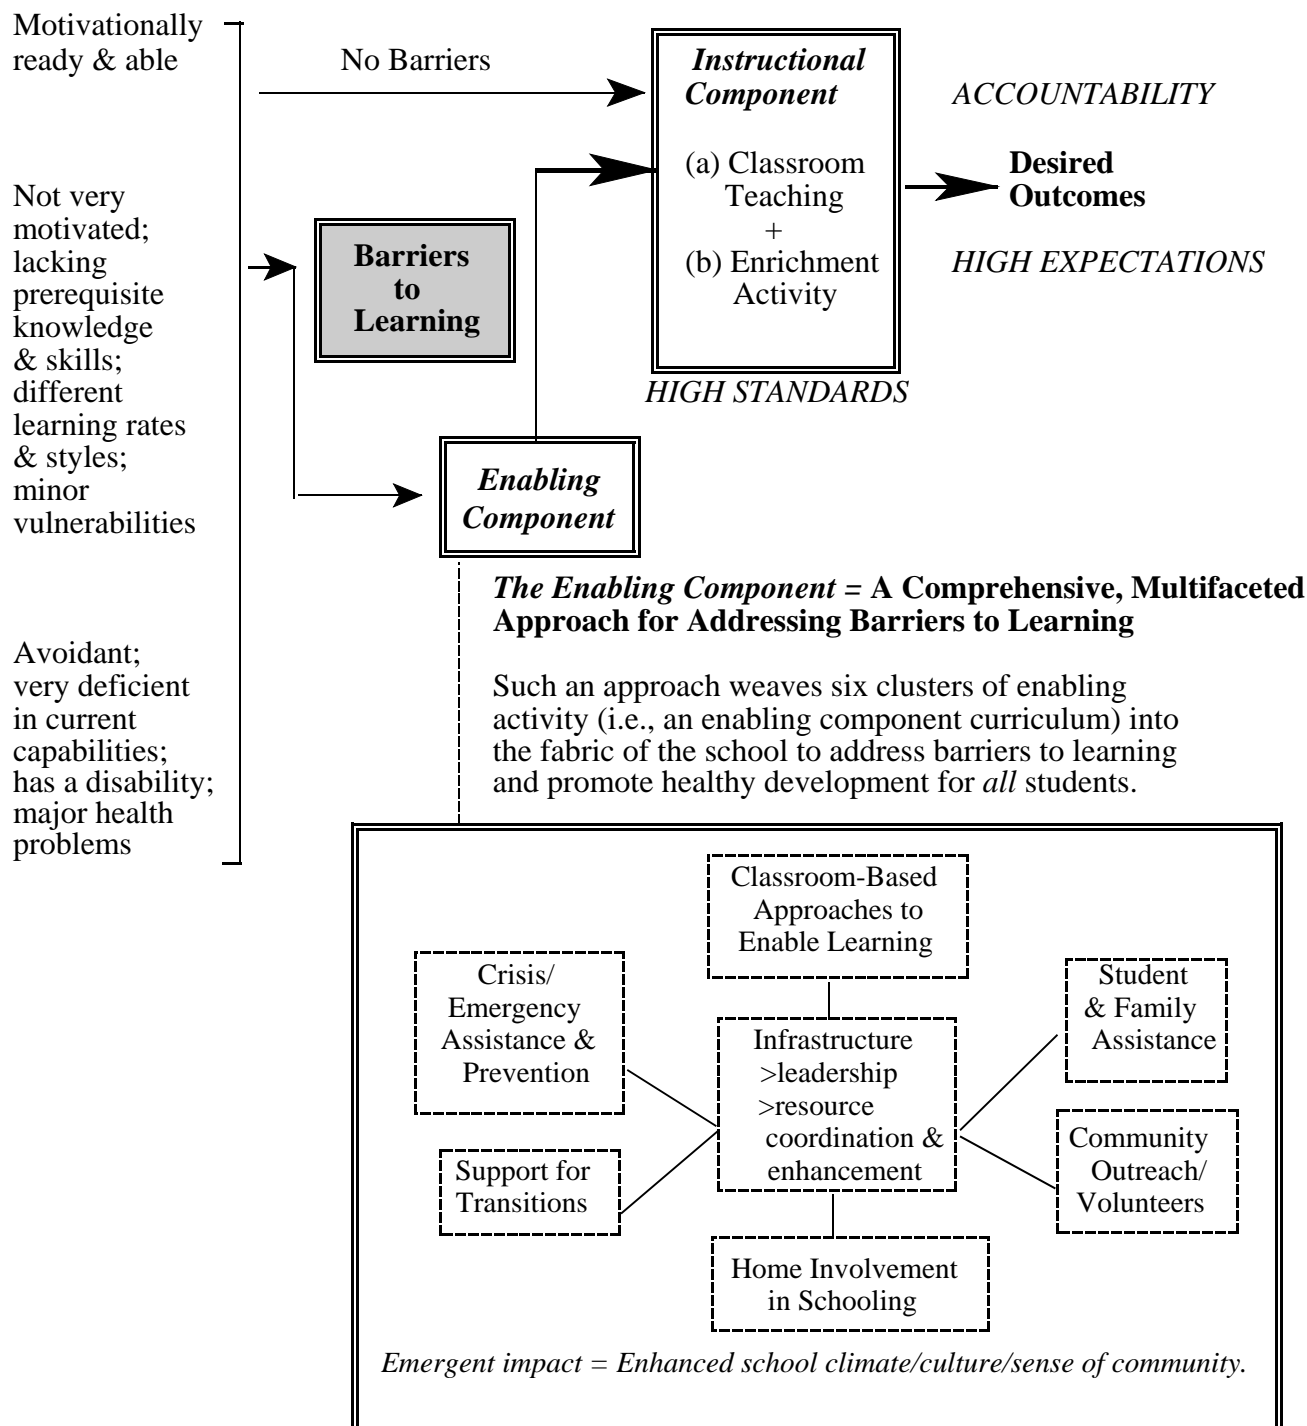 Motivationally
ready & able
No Barriers
Instructional
Component
(a) Classroom
Teaching
+
(b) Enrichment
Activity
HIGH STANDARDS
ACCOUNTABILITY
Desired
Outcomes
HIGH EXPECTATIONS
Not very
motivated;
lacking
prerequisite
knowledge
& skills;
different
learning rates
& styles;
minor
vulnerabilities
Barriers
to
Learning
Enabling
Component
Avoidant;
very deficient
in current
capabilities;
has a disability;
major health
problems
The Enabling Component = A Comprehensive, Multifaceted
Approach for Addressing Barriers to Learning
Such an approach weaves six clusters of enabling
activity (i.e., an enabling component curriculum) into
the fabric of the school to address barriers to learning
and promote healthy development for all students.
Classroom-Based
Approaches to
Enable Learning
Crisis/
Emergency
Assistance &
Prevention
Student
& Family
Assistance
Infrastructure
>leadership
>resource
coordination &
enhancement
Support for
Transitions
Community
Outreach/
Volunteers
Home Involvement
in Schooling
Emergent impact = Enhanced school climate/culture/sense of community.